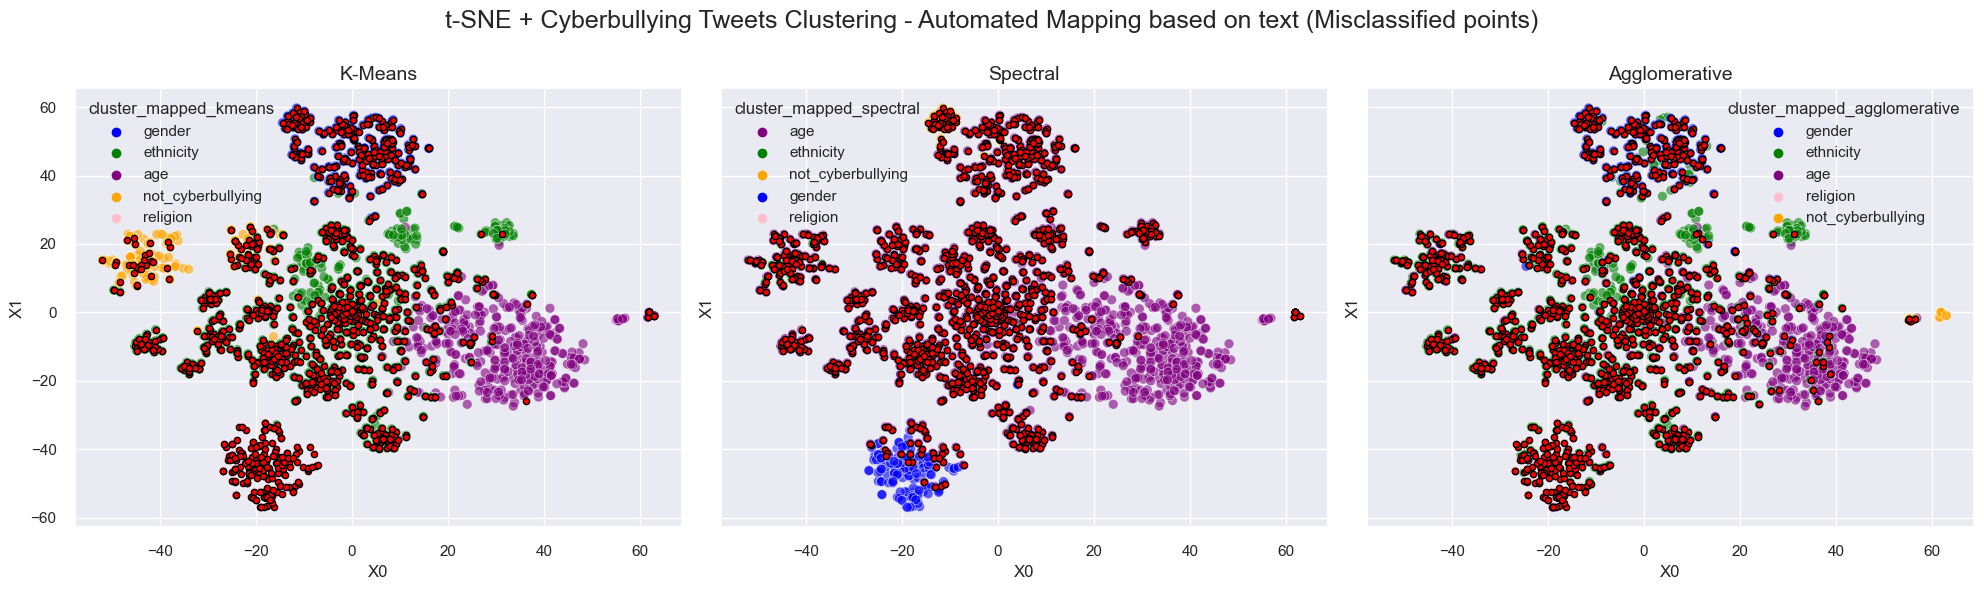 t-SNE + Cyberbullying Tweets Clustering - Automated Mapping based on text (Misclassified points)
K-Means
cluster_mapped_kmeans
gender
ethnicity
age
not_cyberbullying
religion
60
40
20
0
−20
−40
−60
X1
−40 −20 0 20 40 60
X0
Spectral
cluster_mapped_spectral
age
ethnicity
not_cyberbullying
gender
religion
X1
−40 −20 0 20 40 60
X0
Agglomerative
cluster_mapped_agglomerative
gender
ethnicity
age
religion
not_cyberbullying
X1
−40 −20 0 20 40 60
X0